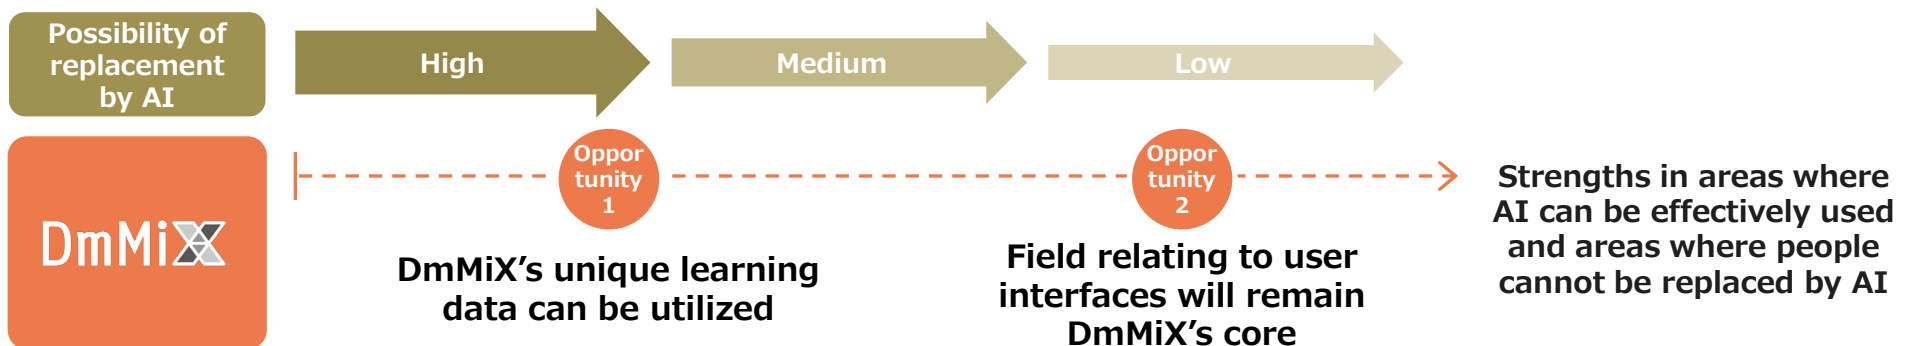 Possibility of
replacement
by AI
High
Medium
Low
DmMiX
Oppor
tunity
1
Oppor
tunity
2
DmMiX’s unique learning
data can be utilized
Field relating to user
interfaces will remain
DmMiX’s core
Strengths in areas where
AI can be effectively used
and areas where people
cannot be replaced by AI